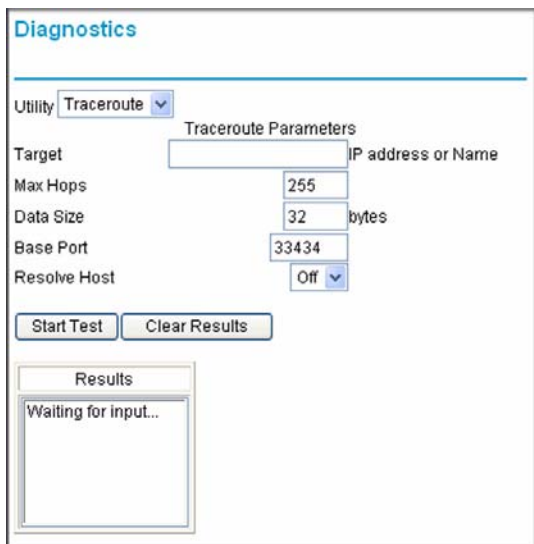 Diagnostics
Utility Traceroute
Traceroute Parameters
Target IP address or Name
Max Hops 255
Data Size 32 bytes
Base Port 33434
Resolve Host Off
Start Test Clear Results
Results
Waiting for input...